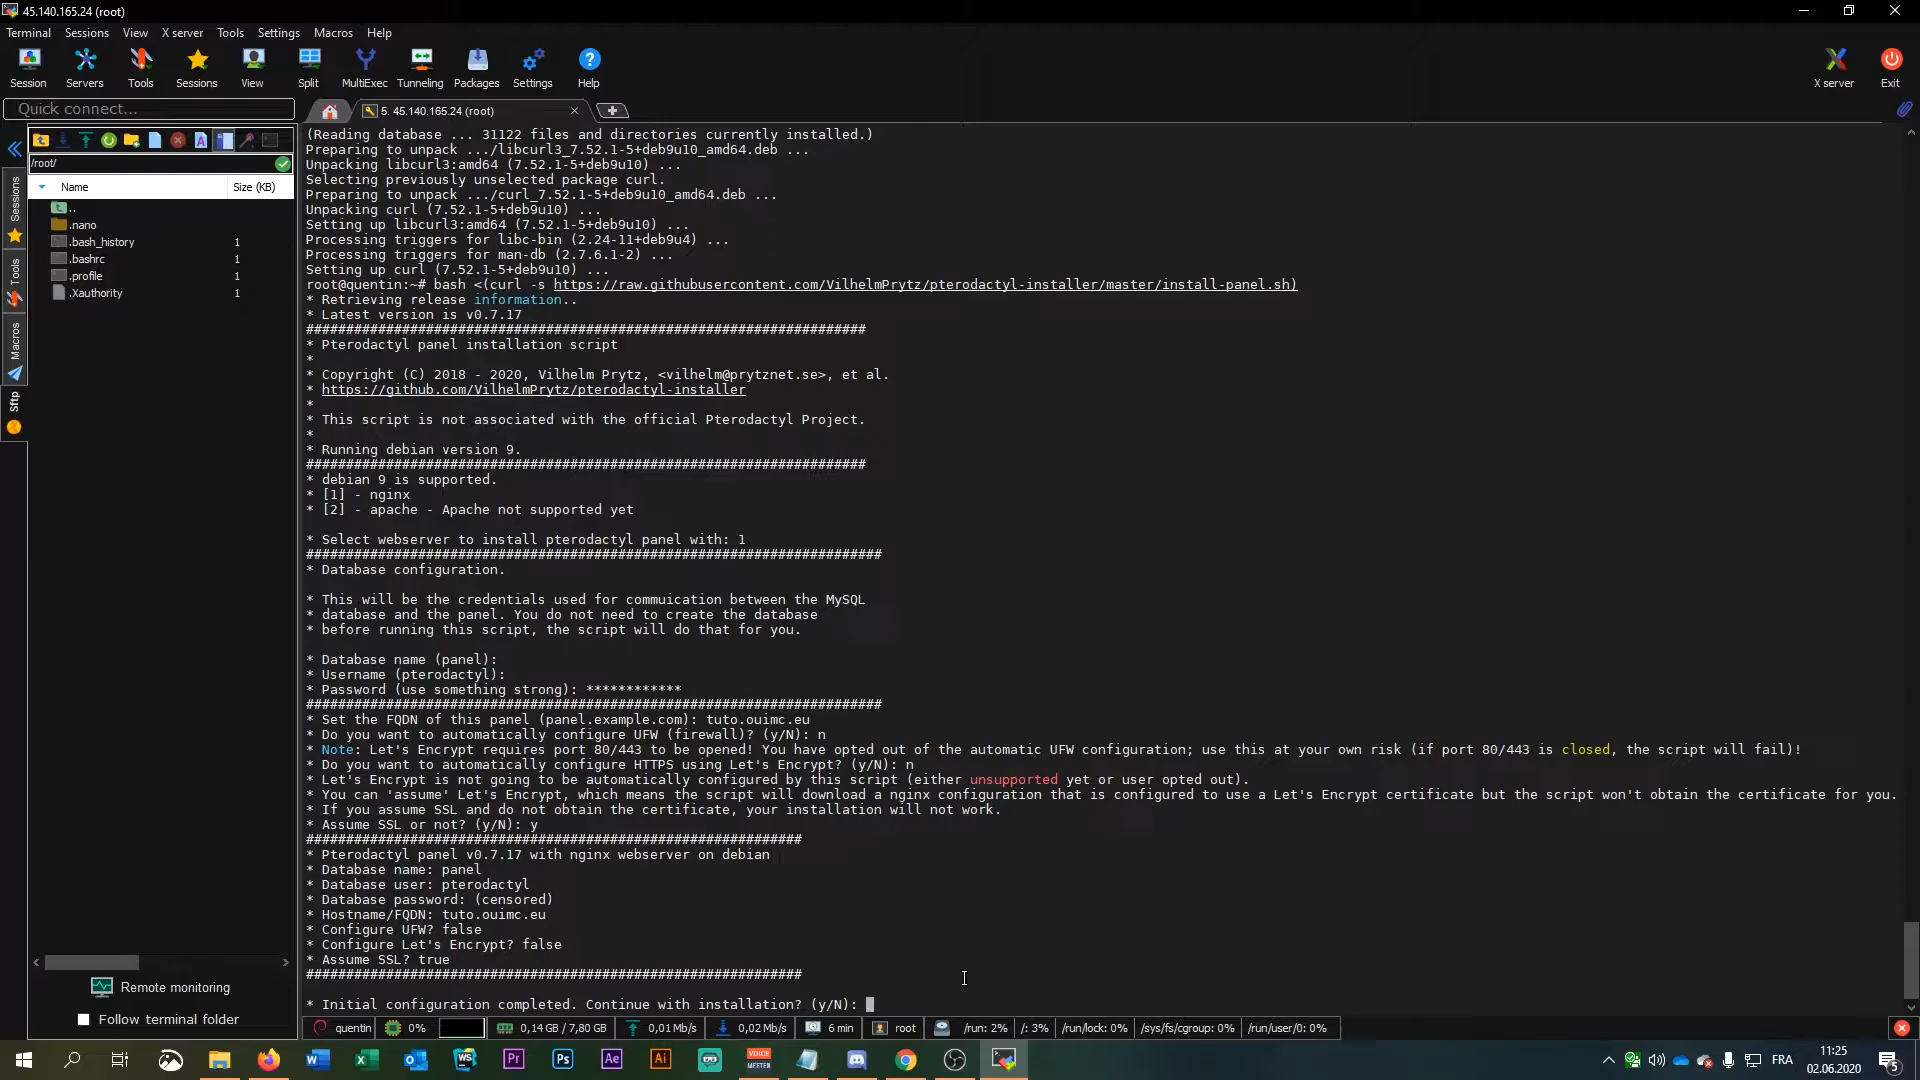 45.140.165.24 (root)
Terminal Sessions View X server Tools Settings Macros Help
Session Servers Tools Sessions View Split MultiExec Tunneling Packages Settings Help X server Exit
Quick connect...
5. 45.140.165.24 (root)
/root/
Name Size (KB)
..
.nano
.bash_history 1
.bashrc 1
.profile 1
.Xauthority 1
Sessions
Tools
Macros
Sftp
(Reading database ... 31122 files and directories currently installed.)
Preparing to unpack .../libcurl3_7.52.1-5+deb9u10_amd64.deb ...
Unpacking libcurl3:amd64 (7.52.1-5+deb9u10) ...
Selecting previously unselected package curl.
Preparing to unpack .../curl_7.52.1-5+deb9u10_amd64.deb ...
Unpacking curl (7.52.1-5+deb9u10) ...
Setting up libcurl3:amd64 (7.52.1-5+deb9u10) ...
Processing triggers for libc-bin (2.24-11+deb9u4) ...
Processing triggers for man-db (2.7.6.1-2) ...
Setting up curl (7.52.1-5+deb9u10) ...
root@quentin:~# bash <(curl -s https://raw.githubusercontent.com/VilhelmPrytz/pterodactyl-installer/master/install-panel.sh)
* Retrieving release information..
* Latest version is v0.7.17
######################################################################
* Pterodactyl panel installation script
*
* Copyright (C) 2018 - 2020, Vilhelm Prytz, <vilhelm@prytznet.se>, et al.
* https://github.com/VilhelmPrytz/pterodactyl-installer
*
* This script is not associated with the official Pterodactyl Project.
*
* Running debian version 9.
######################################################################
* debian 9 is supported.
* [1] - nginx
* [2] - apache - Apache not supported yet
* Select webserver to install pterodactyl panel with: 1
########################################################################
* Database configuration.
* This will be the credentials used for commuication between the MySQL
* database and the panel. You do not need to create the database
* before running this script, the script will do that for you.
* Database name (panel):
* Username (pterodactyl):
* Password (use something strong): ************
########################################################################
* Set the FQDN of this panel (panel.example.com): tuto.ouimc.eu
* Do you want to automatically configure UFW (firewall)? (y/N): n
* Note: Let's Encrypt requires port 80/443 to be opened! You have opted out of the automatic UFW configuration; use this at your own risk (if port 80/443 is closed, the script will fail)!
* Do you want to automatically configure HTTPS using Let's Encrypt? (y/N): n
* Let's Encrypt is not going to be automatically configured by this script (either unsupported yet or user opted out).
* You can 'assume' Let's Encrypt, which means the script will download a nginx configuration that is configured to use a Let's Encrypt certificate but the script won't obtain the certificate for you.
* If you assume SSL and do not obtain the certificate, your installation will not work.
* Assume SSL or not? (y/N): y
##############################################################
* Pterodactyl panel v0.7.17 with nginx webserver on debian
* Database name: panel
* Database user: pterodactyl
* Database password: (censored)
* Hostname/FQDN: tuto.ouimc.eu
* Configure UFW? false
* Configure Let's Encrypt? false
* Assume SSL? true
##############################################################
* Initial configuration completed. Continue with installation? (y/N):
Remote monitoring
Follow terminal folder
quentin 0% 0,14 GB / 7,80 GB 0,01 Mb/s 0,02 Mb/s 6 min root /run: 2% /: 3% /run/lock: 0% /sys/fs/cgroup: 0% /run/user/0: 0%
W X WS Pr Ps Ae Ai VOICE MEETER FRA 11:25
02.06.2020 5